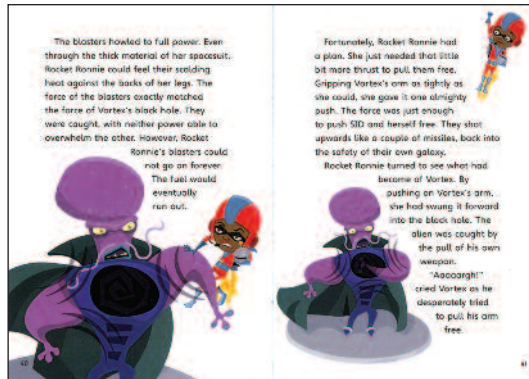 The blasters howled to full power. Even
through the thick material of her spacesuit,
Rocket Ronnie could feel their scalding
heat against the backs of her legs. The
force of the blasters exactly matched
the force of Vortex's black hole. They
were caught, with neither power able to
overwhelm the other. However, Rocket
Ronnie's blasters could
not go on forever.
The fuel would
eventually
run out.
60
Fortunately, Rocket Ronnie had
a plan. She just needed that little
bit more thrust to pull them free.
Gripping Vortex's arm as tightly as
she could, she gave it one almighty
push. The force was just enough
to push SID and herself free. They shot
upwards like a couple of missiles, back into
the safety of their own galaxy.
Rocket Ronnie turned to see what had
become of Vortex. By
pushing on Vortex's arm,
she had swung it forward
into the black hole. The
alien was caught by
the pull of his own
weapon.
"Aaaaargh!"
cried Vortex as he
desperately tried
to pull his arm
free.
61